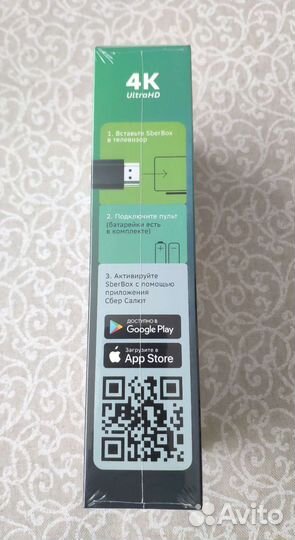 4K
UltraHD
1. Вставьте SberBox
в телевизор
2. Подключите пульт
(батарейки есть
в комплекте)
3. Активируйте
SberBox с помощью
приложения
Сбер Салют
ДОСТУПНО В
Google Play
Загрузите в
App Store
Avito